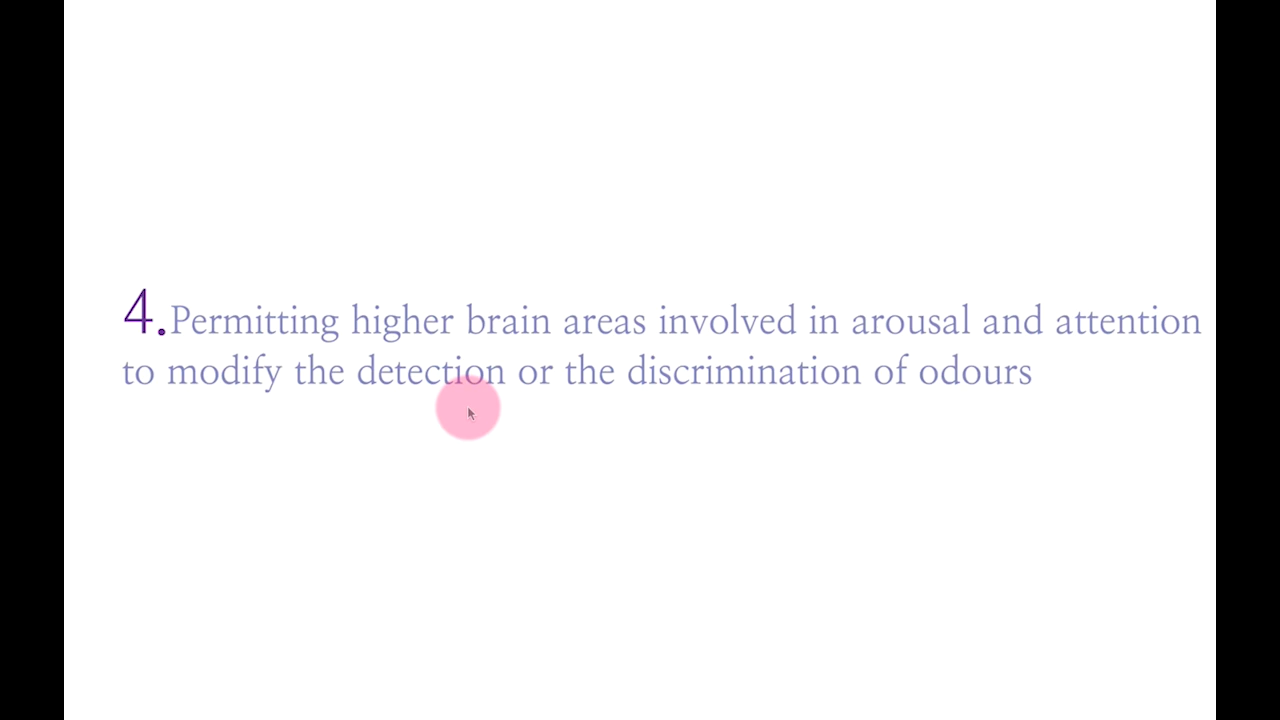 4.Permitting higher brain areas involved in arousal and attention
to modify the detection or the discrimination of odours